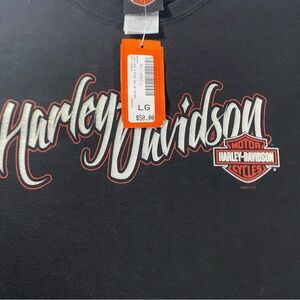 LG
$50.00
Harley-Davidson
MOTOR
HARLEY-DAVIDSON
CYCLES